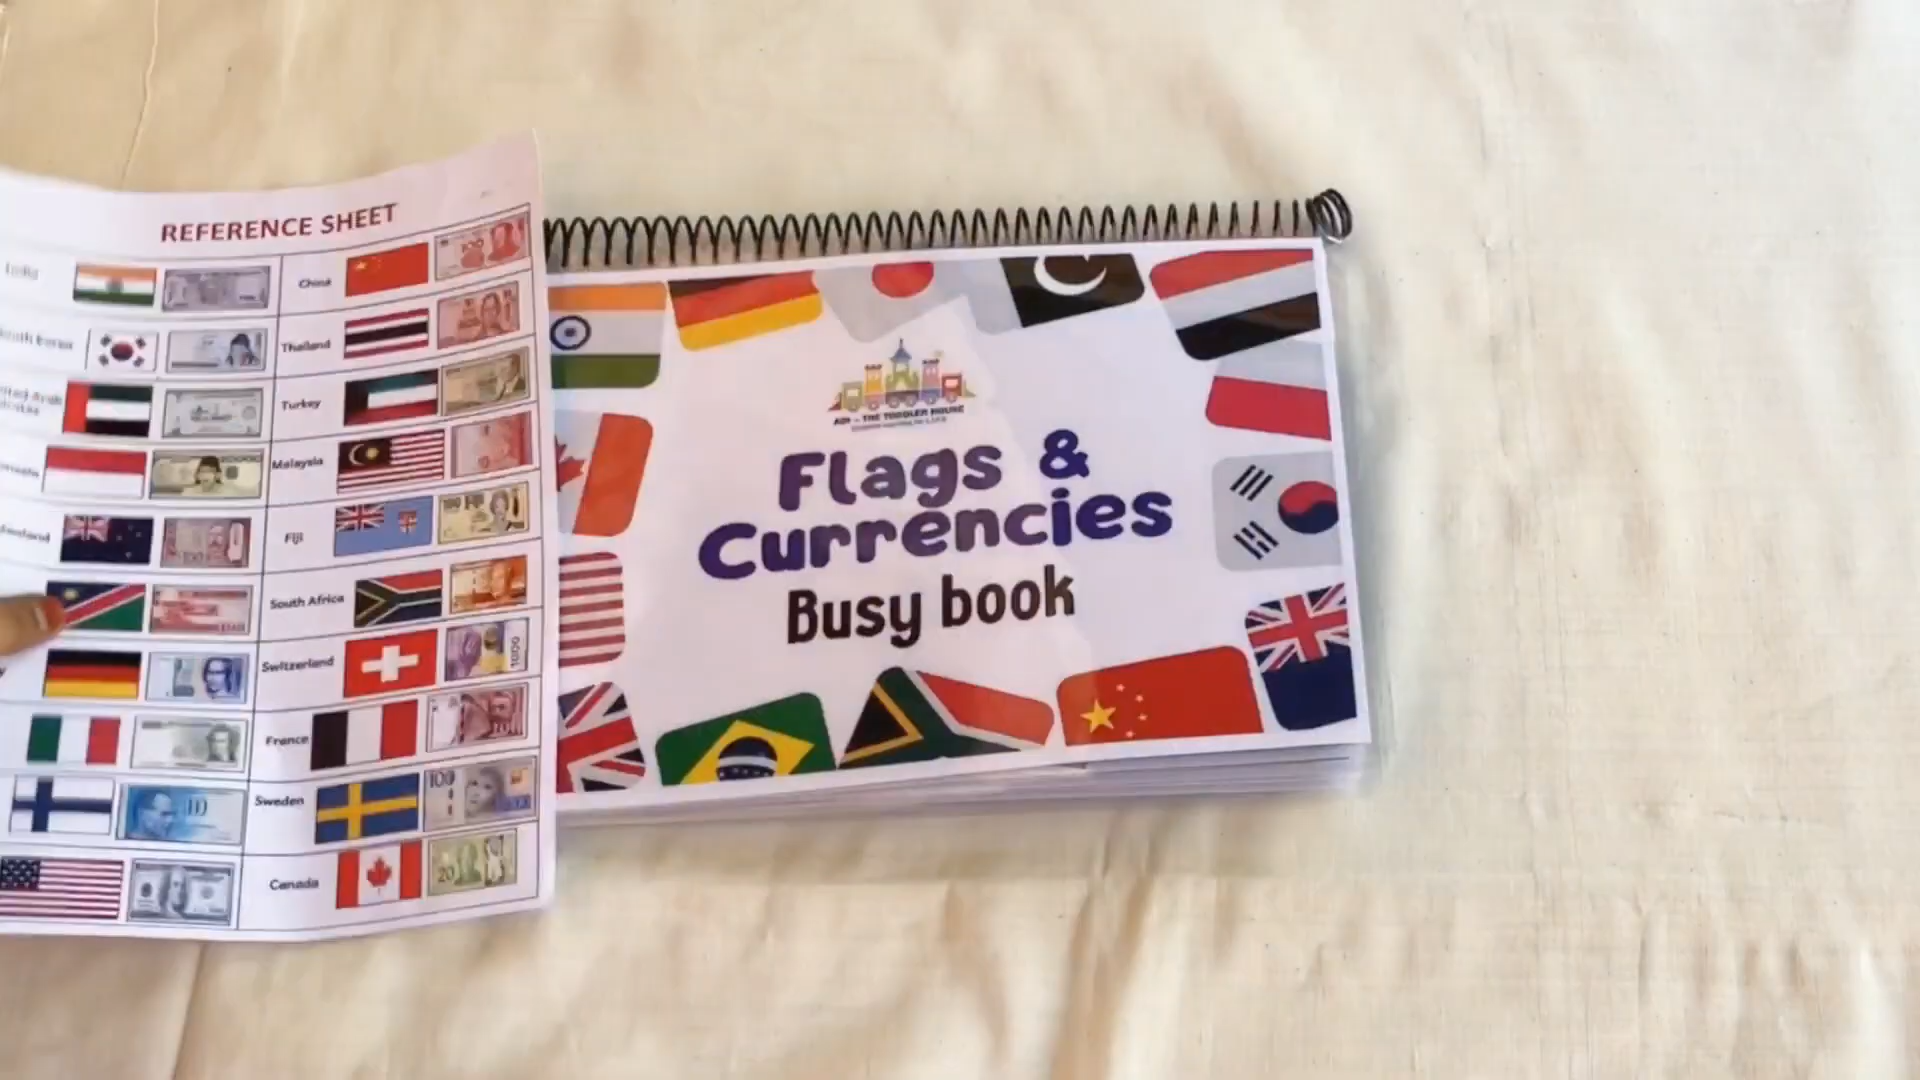 REFERENCE SHEET
India
China
Thailand
Turkey
Malaysia
Fiji
South Africa
Switzerland
France
Sweden
Canada
ADI - THE TODDLER HOUSE
Flags &
Currencies
Busy book